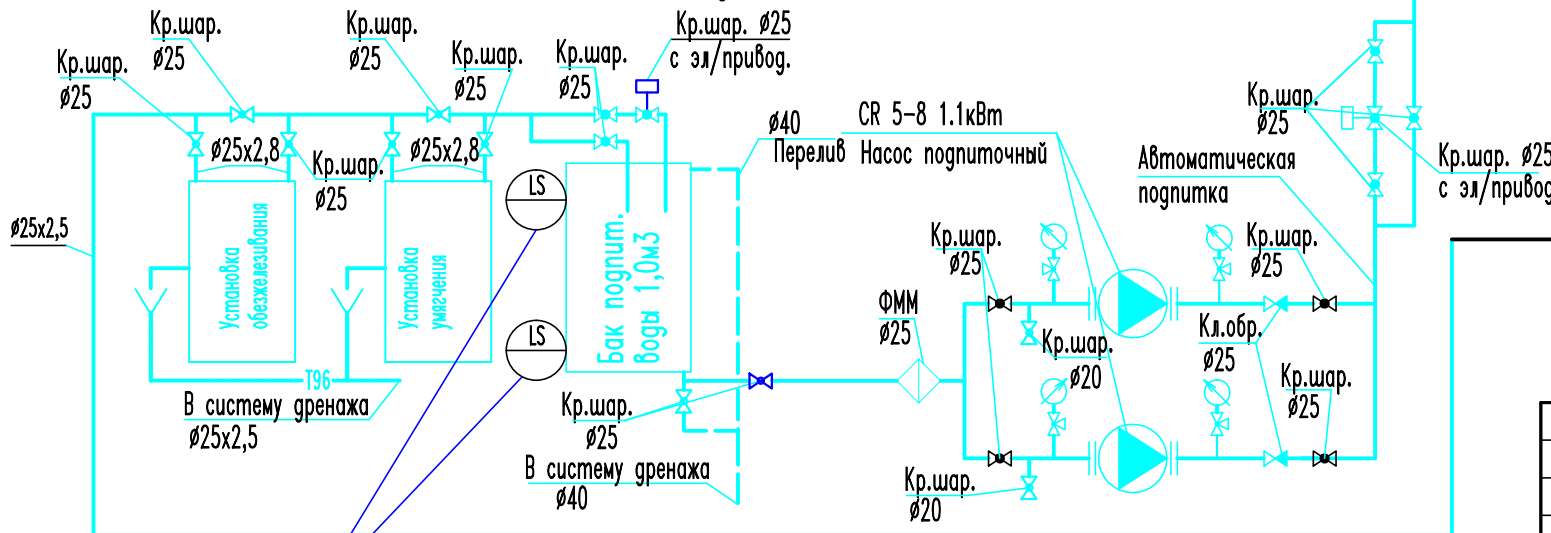 Кр.шар.
Ø25
Кр.шар.
Ø25
Кр.шар. Ø25
с эл/привод.
Кр.шар.
Ø25
Кр.шар.
Ø25
Кр.шар.
Ø25
Ø25x2,8
Кр.шар.
Ø25
Ø25x2,8
Ø40
Перелив
CR 5-8 1.1кВт
Насос подпиточный
Кр.шар.
Ø25
Автоматическая
подпитка
Кр.шар. Ø25
с эл/привод
LS
Ø25x2,5
Установка
обезжелезивания
Установка
умягчения
Бак подпит.
воды 1,0м3
Кр.шар.
Ø25
Кр.шар.
Ø25
ФММ
Ø25
LS
Кр.шар.
Ø20
Кл.обр.
Ø25
Т96
В систему дренажа
Ø25x2,5
Кр.шар.
Ø25
Кр.шар.
Ø25
В систему дренажа
Ø40
Кр.шар.
Ø20